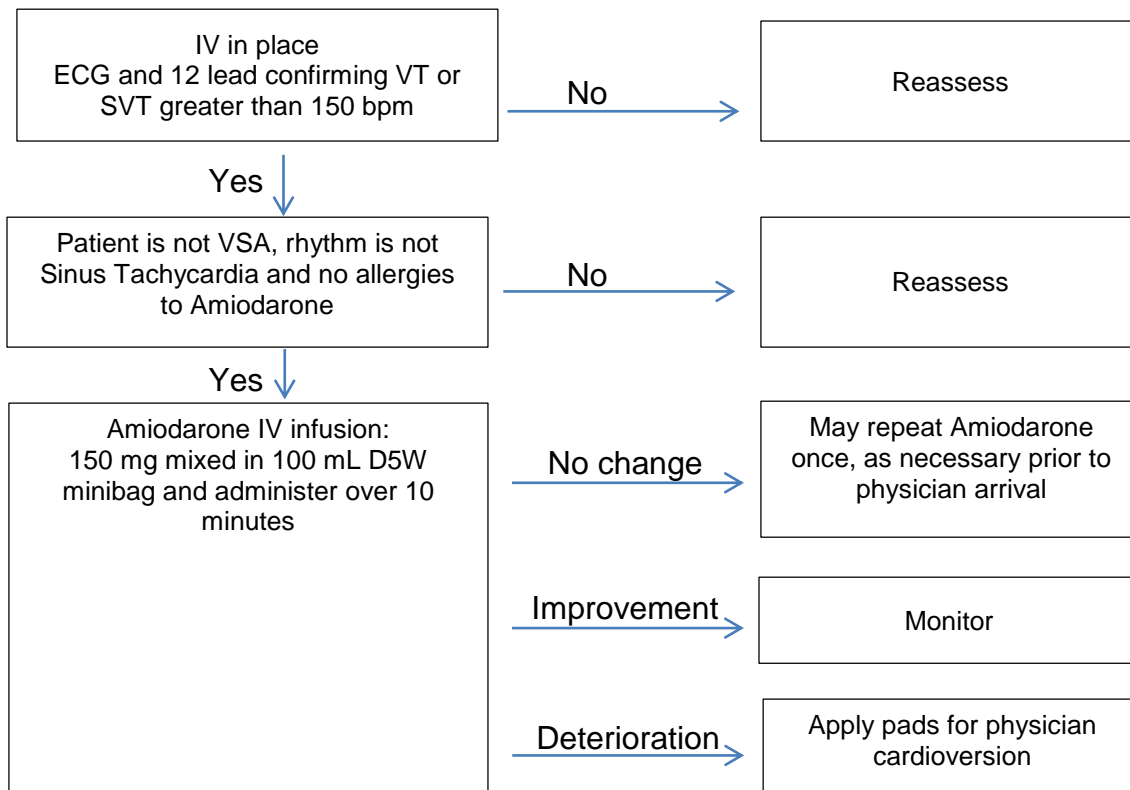 IV in place
ECG and 12 lead confirming VT or
SVT greater than 150 bpm
No
Reassess
Yes
Patient is not VSA, rhythm is not
Sinus Tachycardia and no allergies
to Amiodarone
No
Reassess
Yes
Amiodarone IV infusion:
150 mg mixed in 100 mL D5W
minibag and administer over 10
minutes
No change
May repeat Amiodarone
once, as necessary prior to
physician arrival
Improvement
Monitor
Deterioration
Apply pads for physician
cardioversion